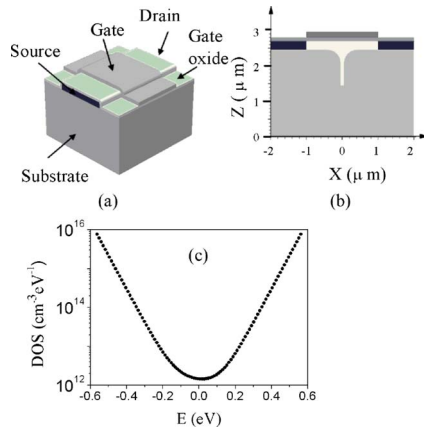 (a)
Drain
Gate
Gate
oxide
Source
Substrate
(a)
Z (μ m)
3
2
1
0
-2
-1
0
1
2
X (μ m)
(b)
(c)
DOS (cm-3eV-1)
10^16
10^14
10^12
-0.6
-0.4
-0.2
0.0
0.2
0.4
0.6
E (eV)